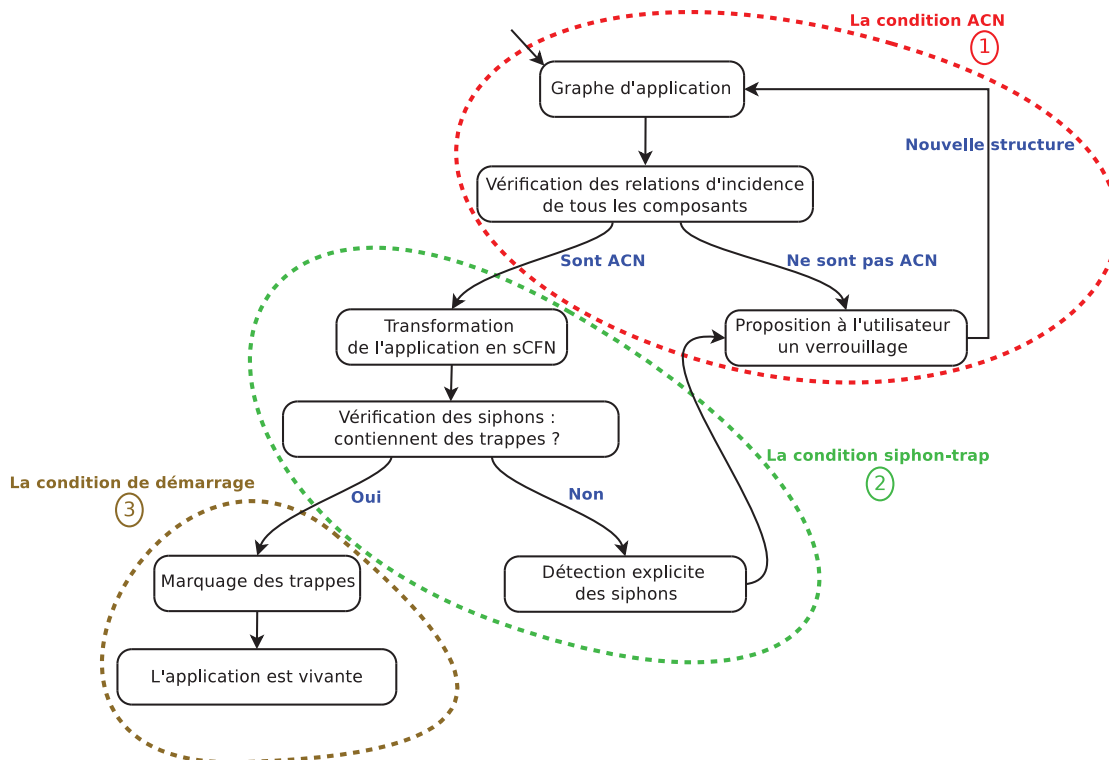 La condition ACN
1
Graphe d'application
Nouvelle structure
Vérification des relations d'incidence
de tous les composants
Sont ACN
Ne sont pas ACN
Transformation
de l'application en sCFN
Proposition à l'utilisateur
un verrouillage
Vérification des siphons :
contiennent des trappes ?
La condition siphon-trap
2
La condition de démarrage
3
Oui
Non
Marquage des trappes
Détection explicite
des siphons
L'application est vivante